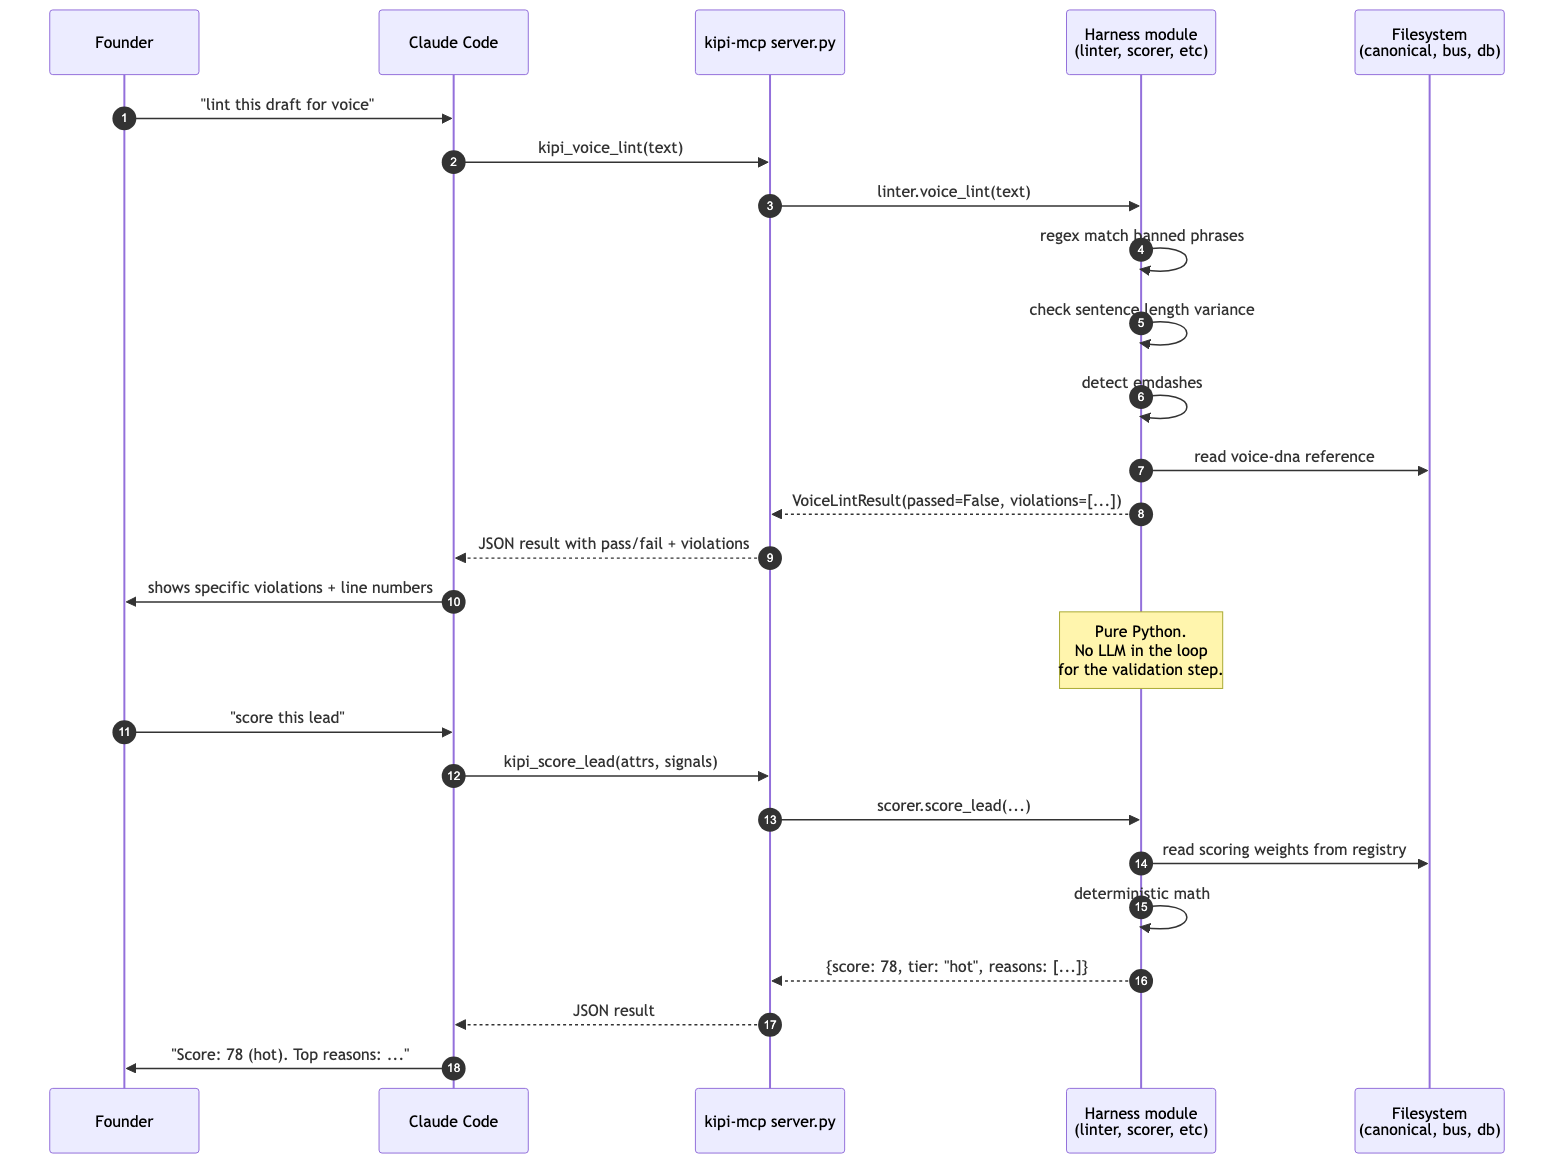 Founder
Claude Code
kipi-mcp server.py
Harness module
(linter, scorer, etc)
Filesystem
(canonical, bus, db)
1
"lint this draft for voice"
2
kipi_voice_lint(text)
3
linter.voice_lint(text)
regex match banned phrases
4
check sentence length variance
5
detect emdashes
6
7
read voice-dna reference
VoiceLintResult(passed=False, violations=[...])
8
JSON result with pass/fail + violations
9
shows specific violations + line numbers
10
Pure Python.
No LLM in the loop
for the validation step.
11
"score this lead"
12
kipi_score_lead(attrs, signals)
13
scorer.score_lead(...)
14
read scoring weights from registry
deterministic math
15
{score: 78, tier: "hot", reasons: [...]}
16
JSON result
17
"Score: 78 (hot). Top reasons: ..."
18
Founder
Claude Code
kipi-mcp server.py
Harness module
(linter, scorer, etc)
Filesystem
(canonical, bus, db)